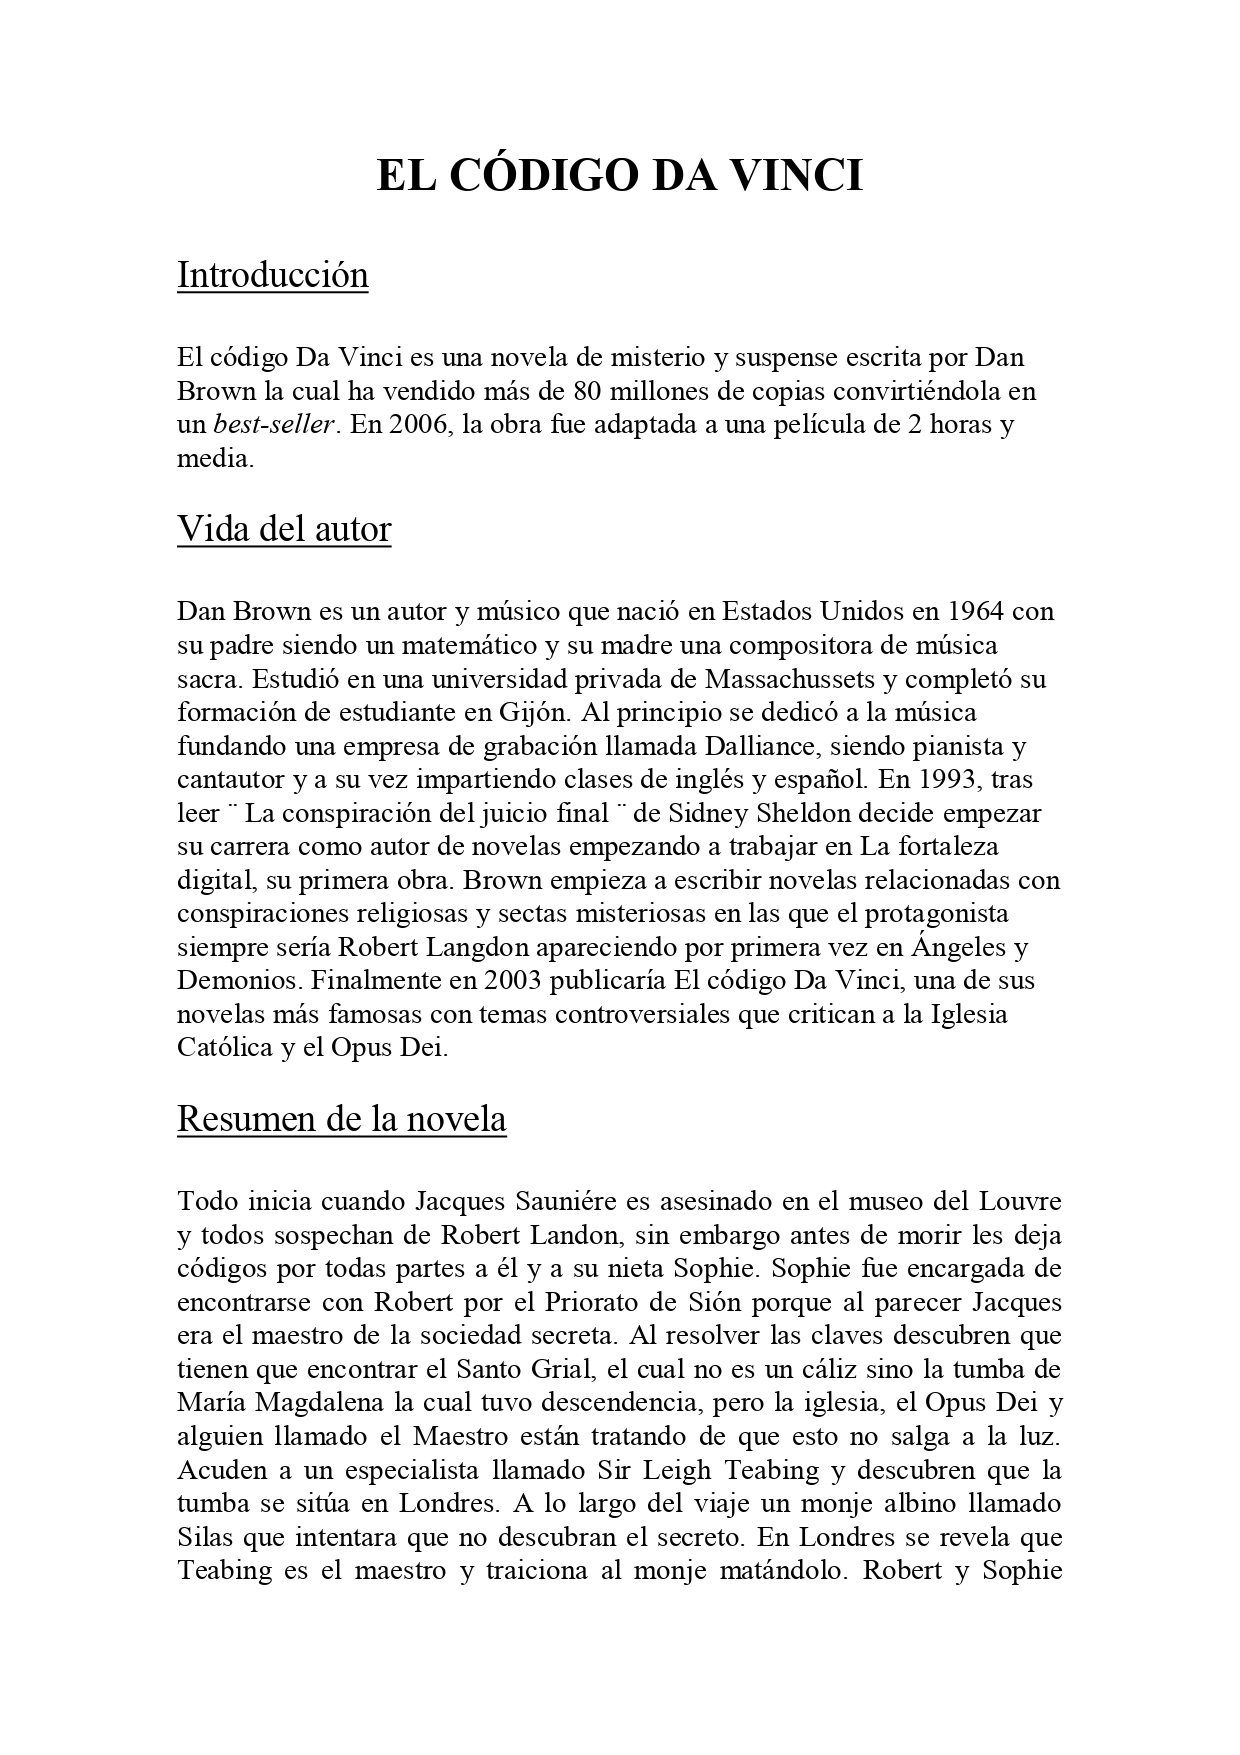 EL CÓDIGO DA VINCI
Introducción
El código Da Vinci es una novela de misterio y suspense escrita por Dan
Brown la cual ha vendido más de 80 millones de copias convirtiéndola en
un best-seller. En 2006, la obra fue adaptada a una película de 2 horas y
media.
Vida del autor
Dan Brown es un autor y músico que nació en Estados Unidos en 1964 con
su padre siendo un matemático y su madre una compositora de música
sacra. Estudió en una universidad privada de Massachussets y completó su
formación de estudiante en Gijón. Al principio se dedicó a la música
fundando una empresa de grabación llamada Dalliance, siendo pianista y
cantautor y a su vez impartiendo clases de inglés y español. En 1993, tras
leer ¨ La conspiración del juicio final ¨ de Sidney Sheldon decide empezar
su carrera como autor de novelas empezando a trabajar en La fortaleza
digital, su primera obra. Brown empieza a escribir novelas relacionadas con
conspiraciones religiosas y sectas misteriosas en las que el protagonista
siempre sería Robert Langdon apareciendo por primera vez en Ángeles y
Demonios. Finalmente en 2003 publicaría El código Da Vinci, una de sus
novelas más famosas con temas controversiales que critican a la Iglesia
Católica y el Opus Dei.
Resumen de la novela
Todo inicia cuando Jacques Sauniére es asesinado en el museo del Louvre
y todos sospechan de Robert Landon, sin embargo antes de morir les deja
códigos por todas partes a él y a su nieta Sophie. Sophie fue encargada de
encontrarse con Robert por el Priorato de Sión porque al parecer Jacques
era el maestro de la sociedad secreta. Al resolver las claves descubren que
tienen que encontrar el Santo Grial, el cual no es un cáliz sino la tumba de
María Magdalena la cual tuvo descendencia, pero la iglesia, el Opus Dei y
alguien llamado el Maestro están tratando de que esto no salga a la luz.
Acuden a un especialista llamado Sir Leigh Teabing y descubren que la
tumba se sitúa en Londres. A lo largo del viaje un monje albino llamado
Silas que intentara que no descubran el secreto. En Londres se revela que
Teabing es el maestro y traiciona al monje matándolo. Robert y Sophie